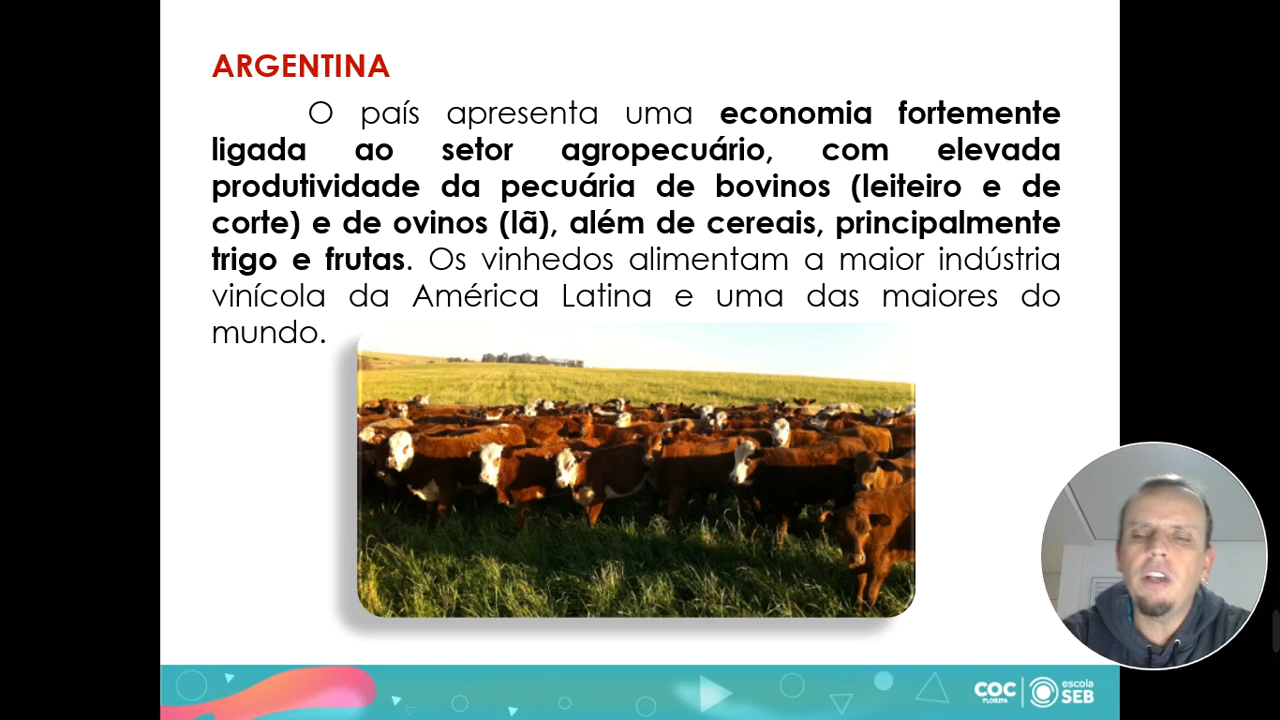 ARGENTINA
O país apresenta uma economia fortemente
ligada ao setor agropecuário, com elevada
produtividade da pecuária de bovinos (leiteiro e de
corte) e de ovinos (lã), além de cereais, principalmente
trigo e frutas. Os vinhedos alimentam a maior indústria
vinícola da América Latina e uma das maiores do
mundo.
COC
FLORIPA
escola
SEB